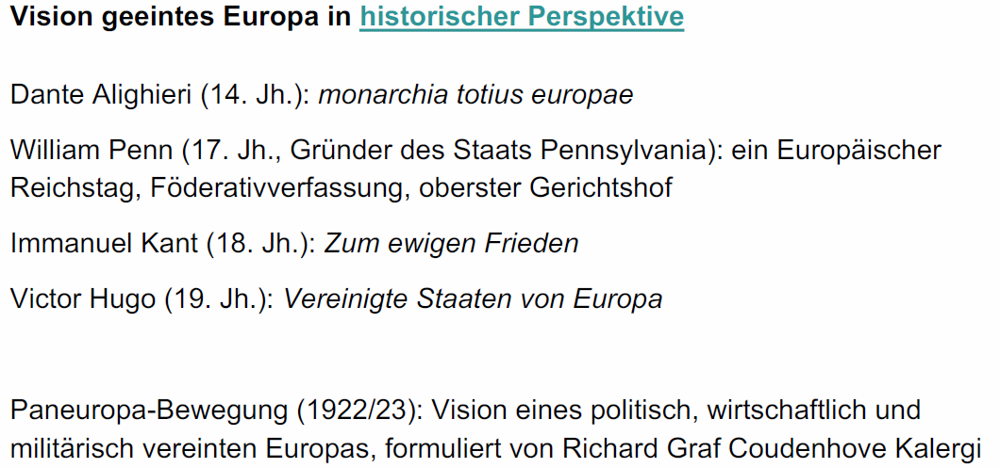 Vision geeintes Europa in historischer Perspektive
Dante Alighieri (14. Jh.): monarchia totius europae
William Penn (17. Jh., Gründer des Staats Pennsylvania): ein Europäischer
Reichstag, Föderativverfassung, oberster Gerichtshof
Immanuel Kant (18. Jh.): Zum ewigen Frieden
Victor Hugo (19. Jh.): Vereinigte Staaten von Europa
Paneuropa-Bewegung (1922/23): Vision eines politisch, wirtschaftlich und
militärisch vereinten Europas, formuliert von Richard Graf Coudenhove Kalergi